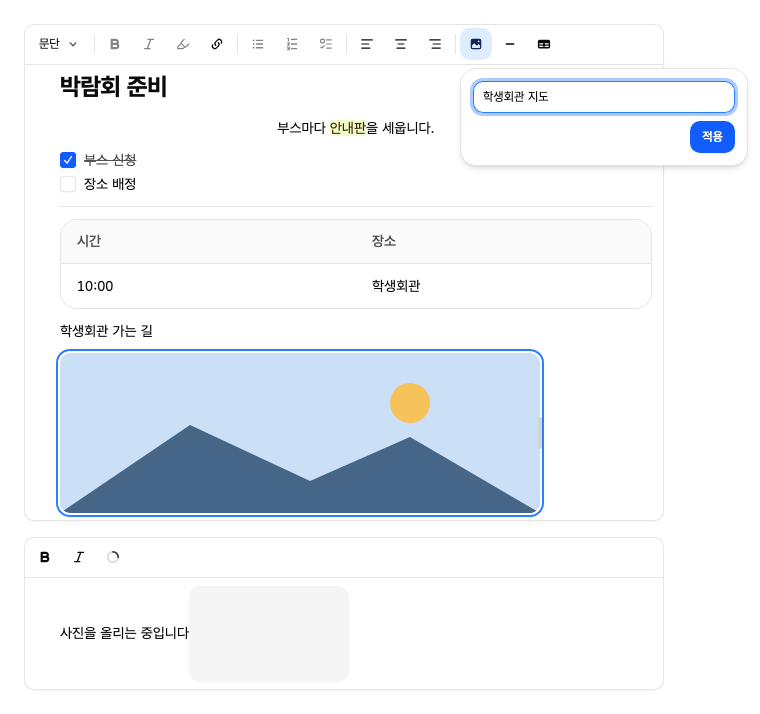 문단
B I
학생회관 지도
적용
박람회 준비
부스마다 안내판을 세웁니다.
부스 신청
장소 배정
시간 장소
10:00 학생회관
학생회관 가는 길
B I
사진을 올리는 중입니다